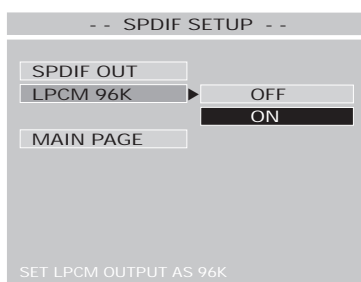 - - SPDIF SETUP - -
SPDIF OUT
LPCM 96K OFF
ON
MAIN PAGE
SET LPCM OUTPUT AS 96K